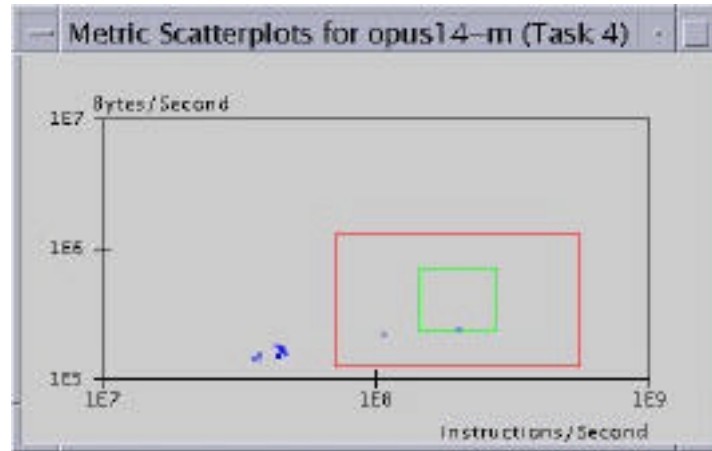 Metric Scatterplots for opus14-m (Task 4)
Bytes/Second
1E7
1E6
1E5
1E7 1E8 1E9
Instructions/Second